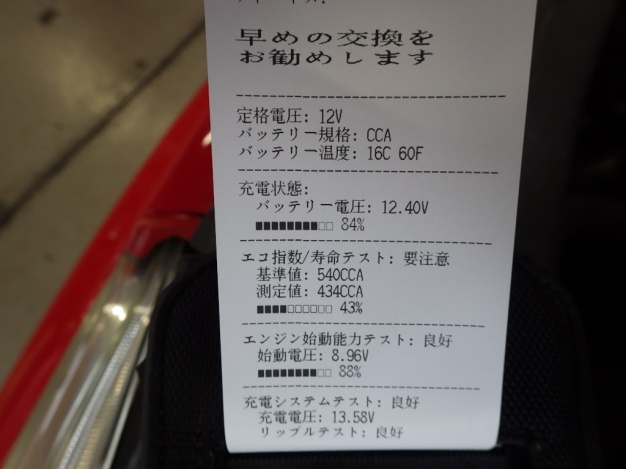 早めの交換を
お勧めします
定格電圧: 12V
バッテリー規格: CCA
バッテリー温度: 16C 60F
充電状態:
バッテリー電圧: 12.40V
■■■■■■■■□□ 84%
エコ指数/寿命テスト: 要注意
基準値: 540CCA
測定値: 434CCA
■■■■□□□□□□ 43%
エンジン始動能力テスト: 良好
始動電圧: 8.96V
■■■■■■■■□□ 88%
充電システムテスト: 良好
充電電圧: 13.58V
リップルテスト: 良好